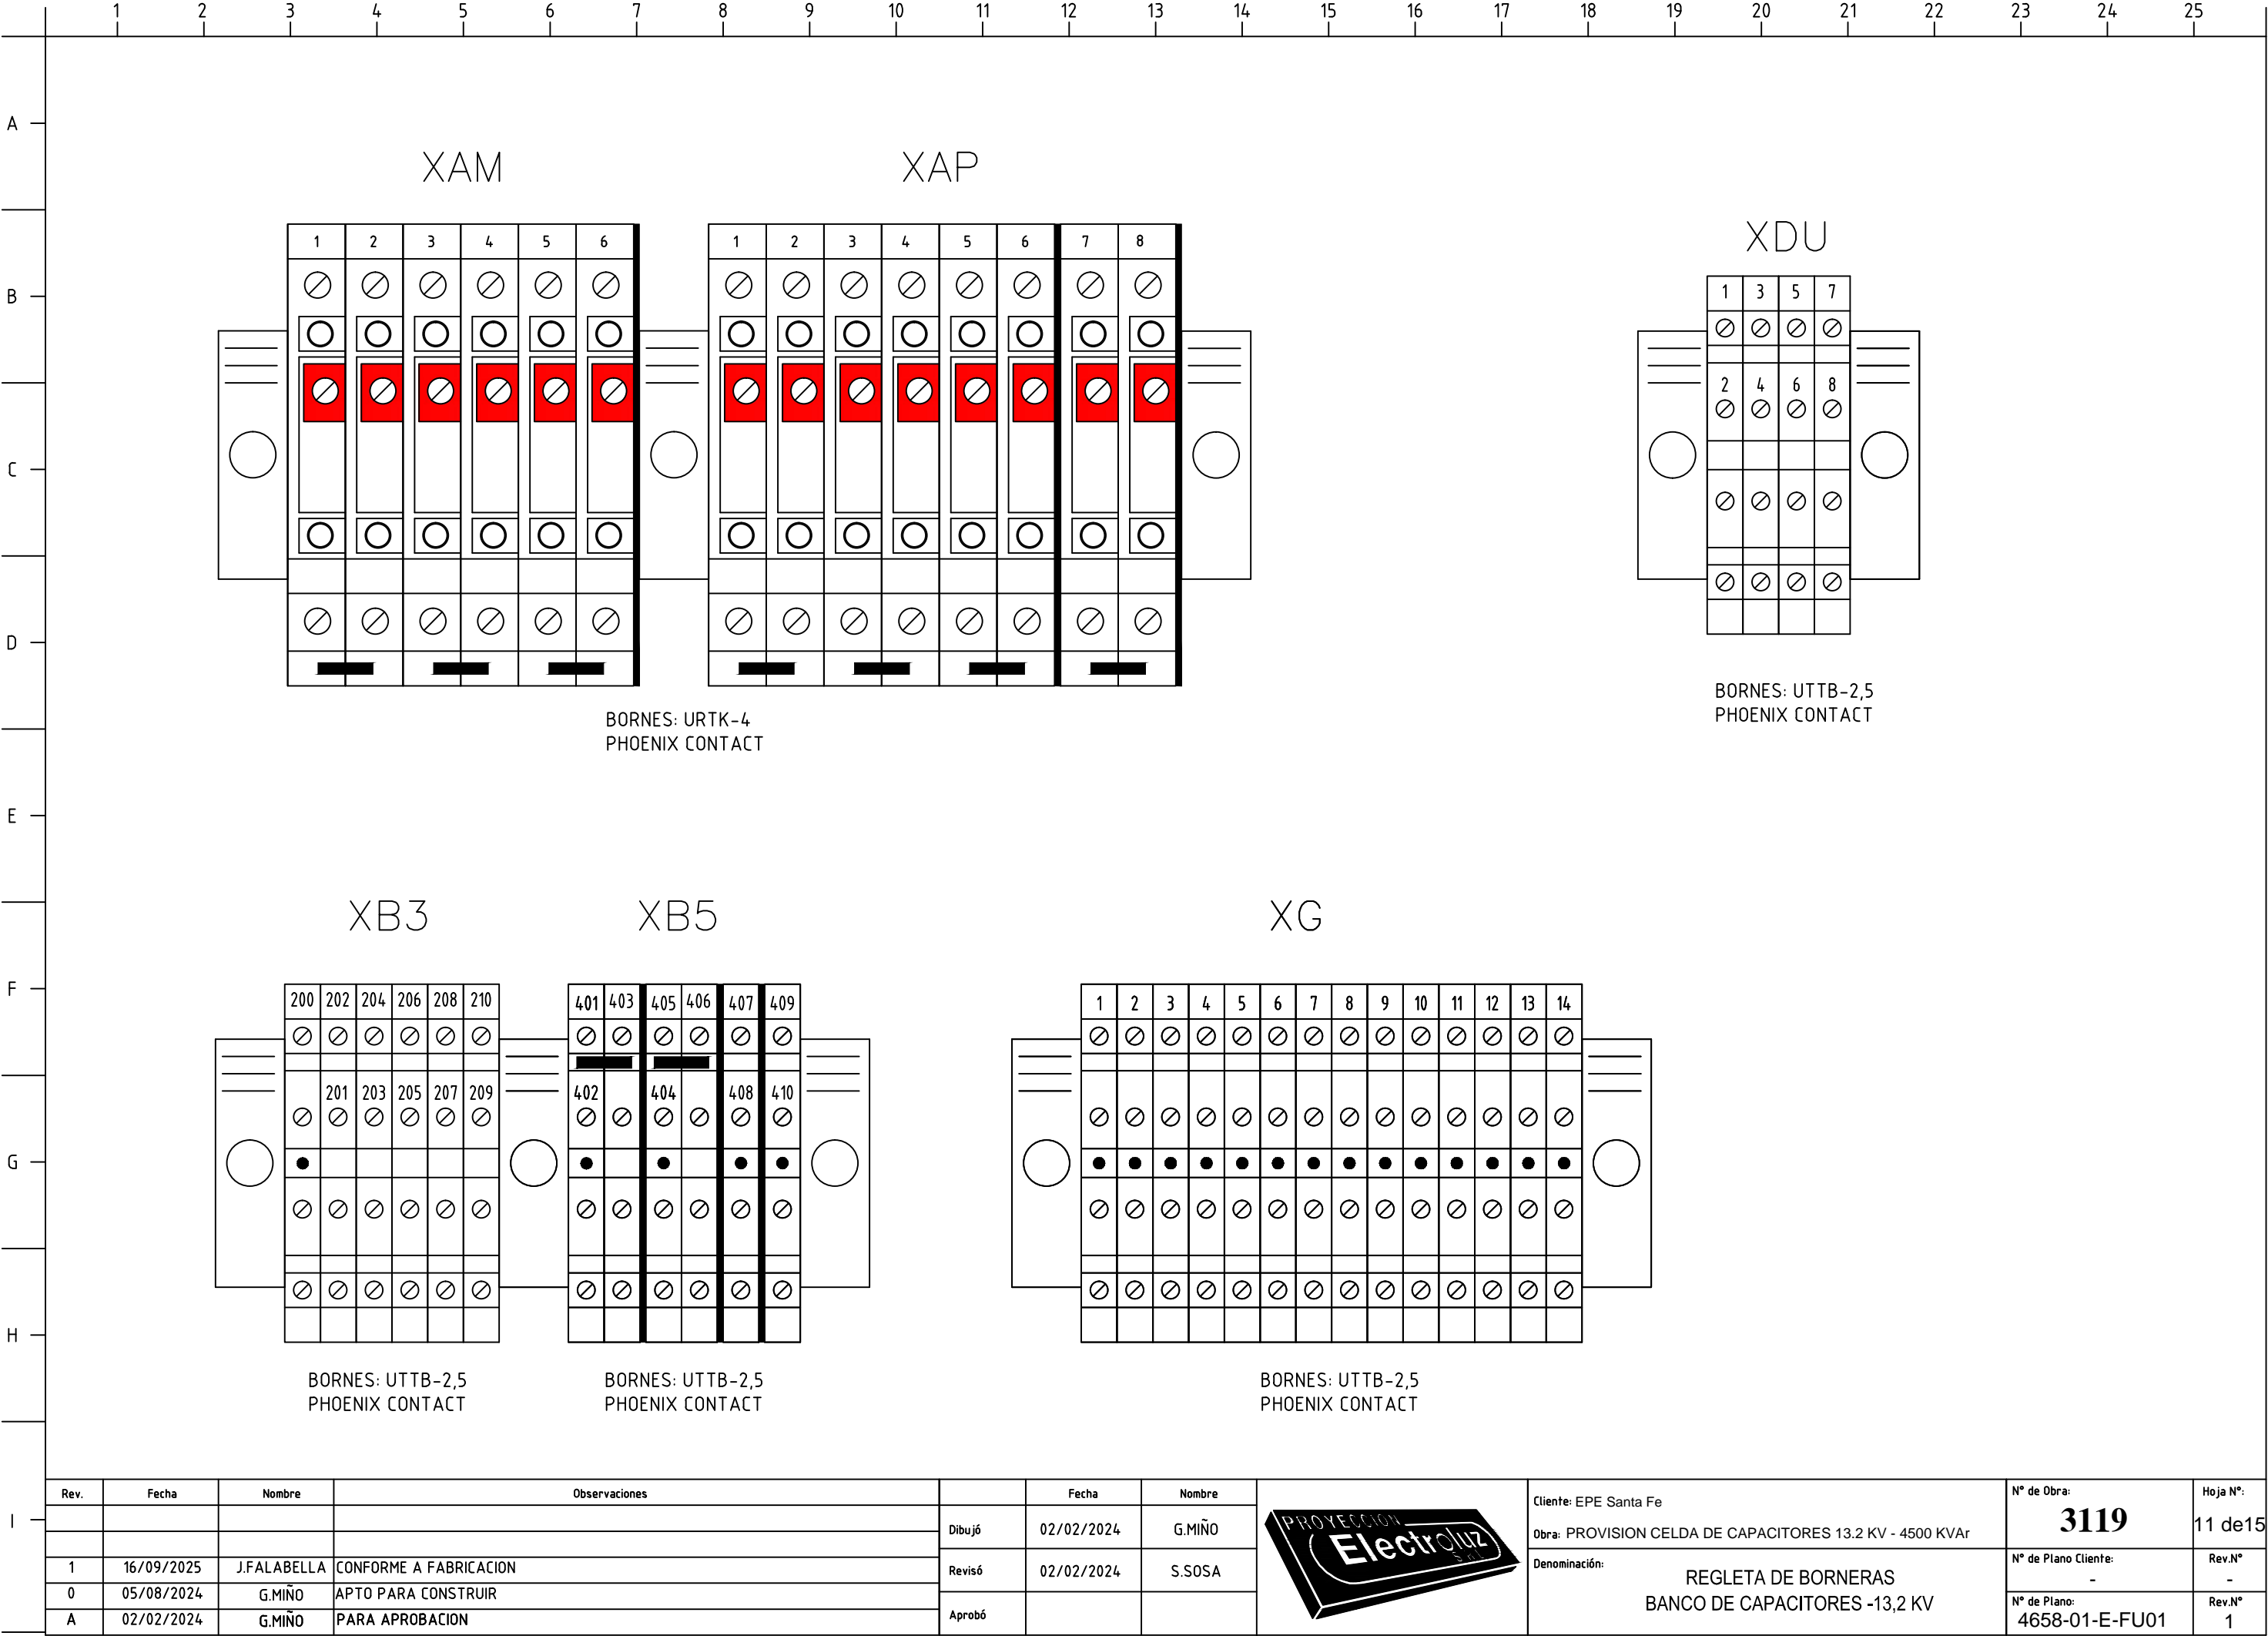 1 2 3 4 5 6 7 8 9 10 11 12 13 14 15 16 17 18 19 20 21 22 23 24 25
A
B
C
D
E
F
G
H
I
XAM
1 2 3 4 5 6
XAP
1 2 3 4 5 6 7 8
BORNES: URTK-4
PHOENIX CONTACT
XDU
1 3 5 7
2 4 6 8
BORNES: UTTB-2,5
PHOENIX CONTACT
XB3
200 202 204 206 208 210
201 203 205 207 209
BORNES: UTTB-2,5
PHOENIX CONTACT
XB5
401 403 405 406 407 409
402 404 408 410
BORNES: UTTB-2,5
PHOENIX CONTACT
XG
1 2 3 4 5 6 7 8 9 10 11 12 13 14
BORNES: UTTB-2,5
PHOENIX CONTACT
Rev. Fecha Nombre Observaciones
1 16/09/2025 J.FALABELLA CONFORME A FABRICACION
0 05/08/2024 G.MIÑO APTO PARA CONSTRUIR
A 02/02/2024 G.MIÑO PARA APROBACION
Fecha Nombre
Dibujó 02/02/2024 G.MIÑO
Revisó 02/02/2024 S.SOSA
Aprobó
PROYECCION
Electroluz
S.R.L.
Cliente: EPE Santa Fe
Obra: PROVISION CELDA DE CAPACITORES 13.2 KV - 4500 KVAr
Denominación:
REGLETA DE BORNERAS
BANCO DE CAPACITORES -13,2 KV
N° de Obra:
3119
Hoja N°:
11 de15
N° de Plano Cliente:
-
Rev.N°
-
N° de Plano:
4658-01-E-FU01
Rev.N°
1